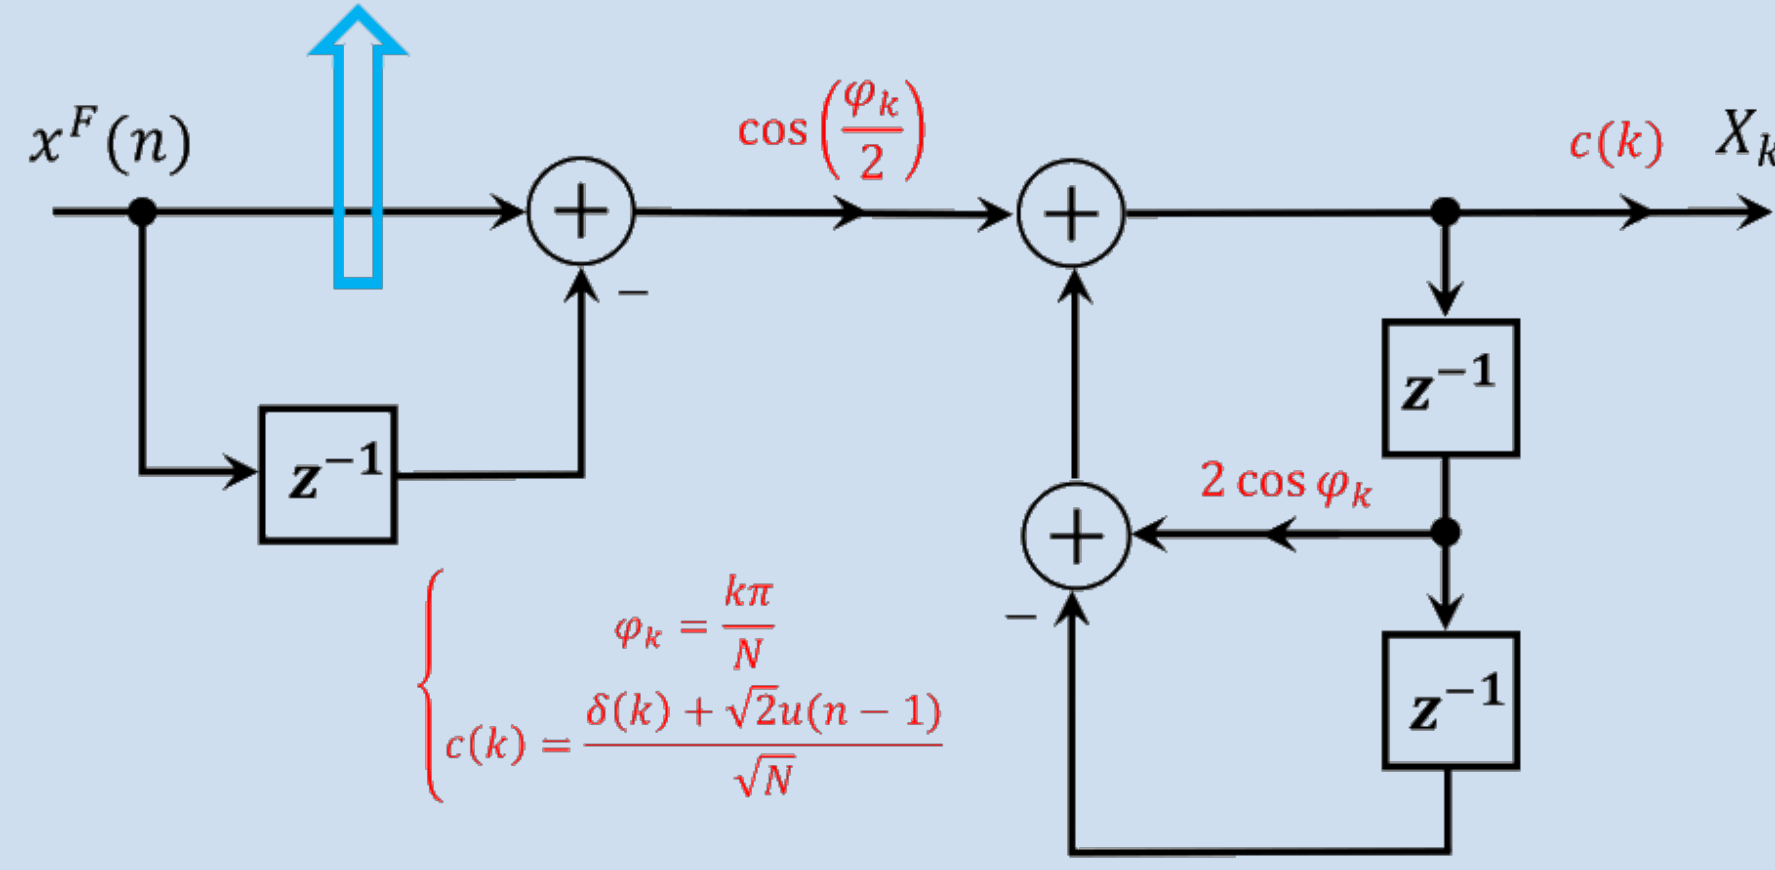 x^F(n)
cos(φ_k/2)
c(k)
X_k
+
+
−
z^{−1}
z^{−1}
2 cos φ_k
+
−
z^{−1}
φ_k = kπ/N
c(k) = (δ(k) + √2u(n − 1))/√N